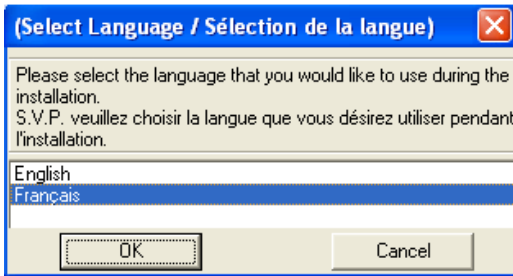 (Select Language / Sélection de la langue)
Please select the language that you would like to use during the
installation.
S.V.P. veuillez choisir la langue que vous désirez utiliser pendant
l'installation.
English
Français
OK
Cancel